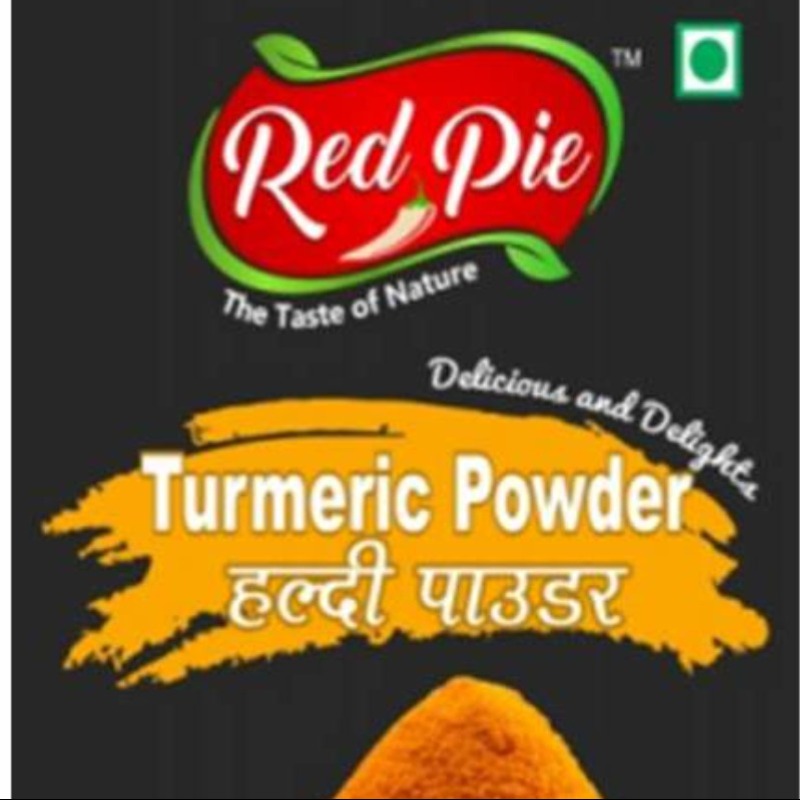 Red Pie
TM
The Taste of Nature
Delicious and Delights
Turmeric Powder
हल्दी पाउडर